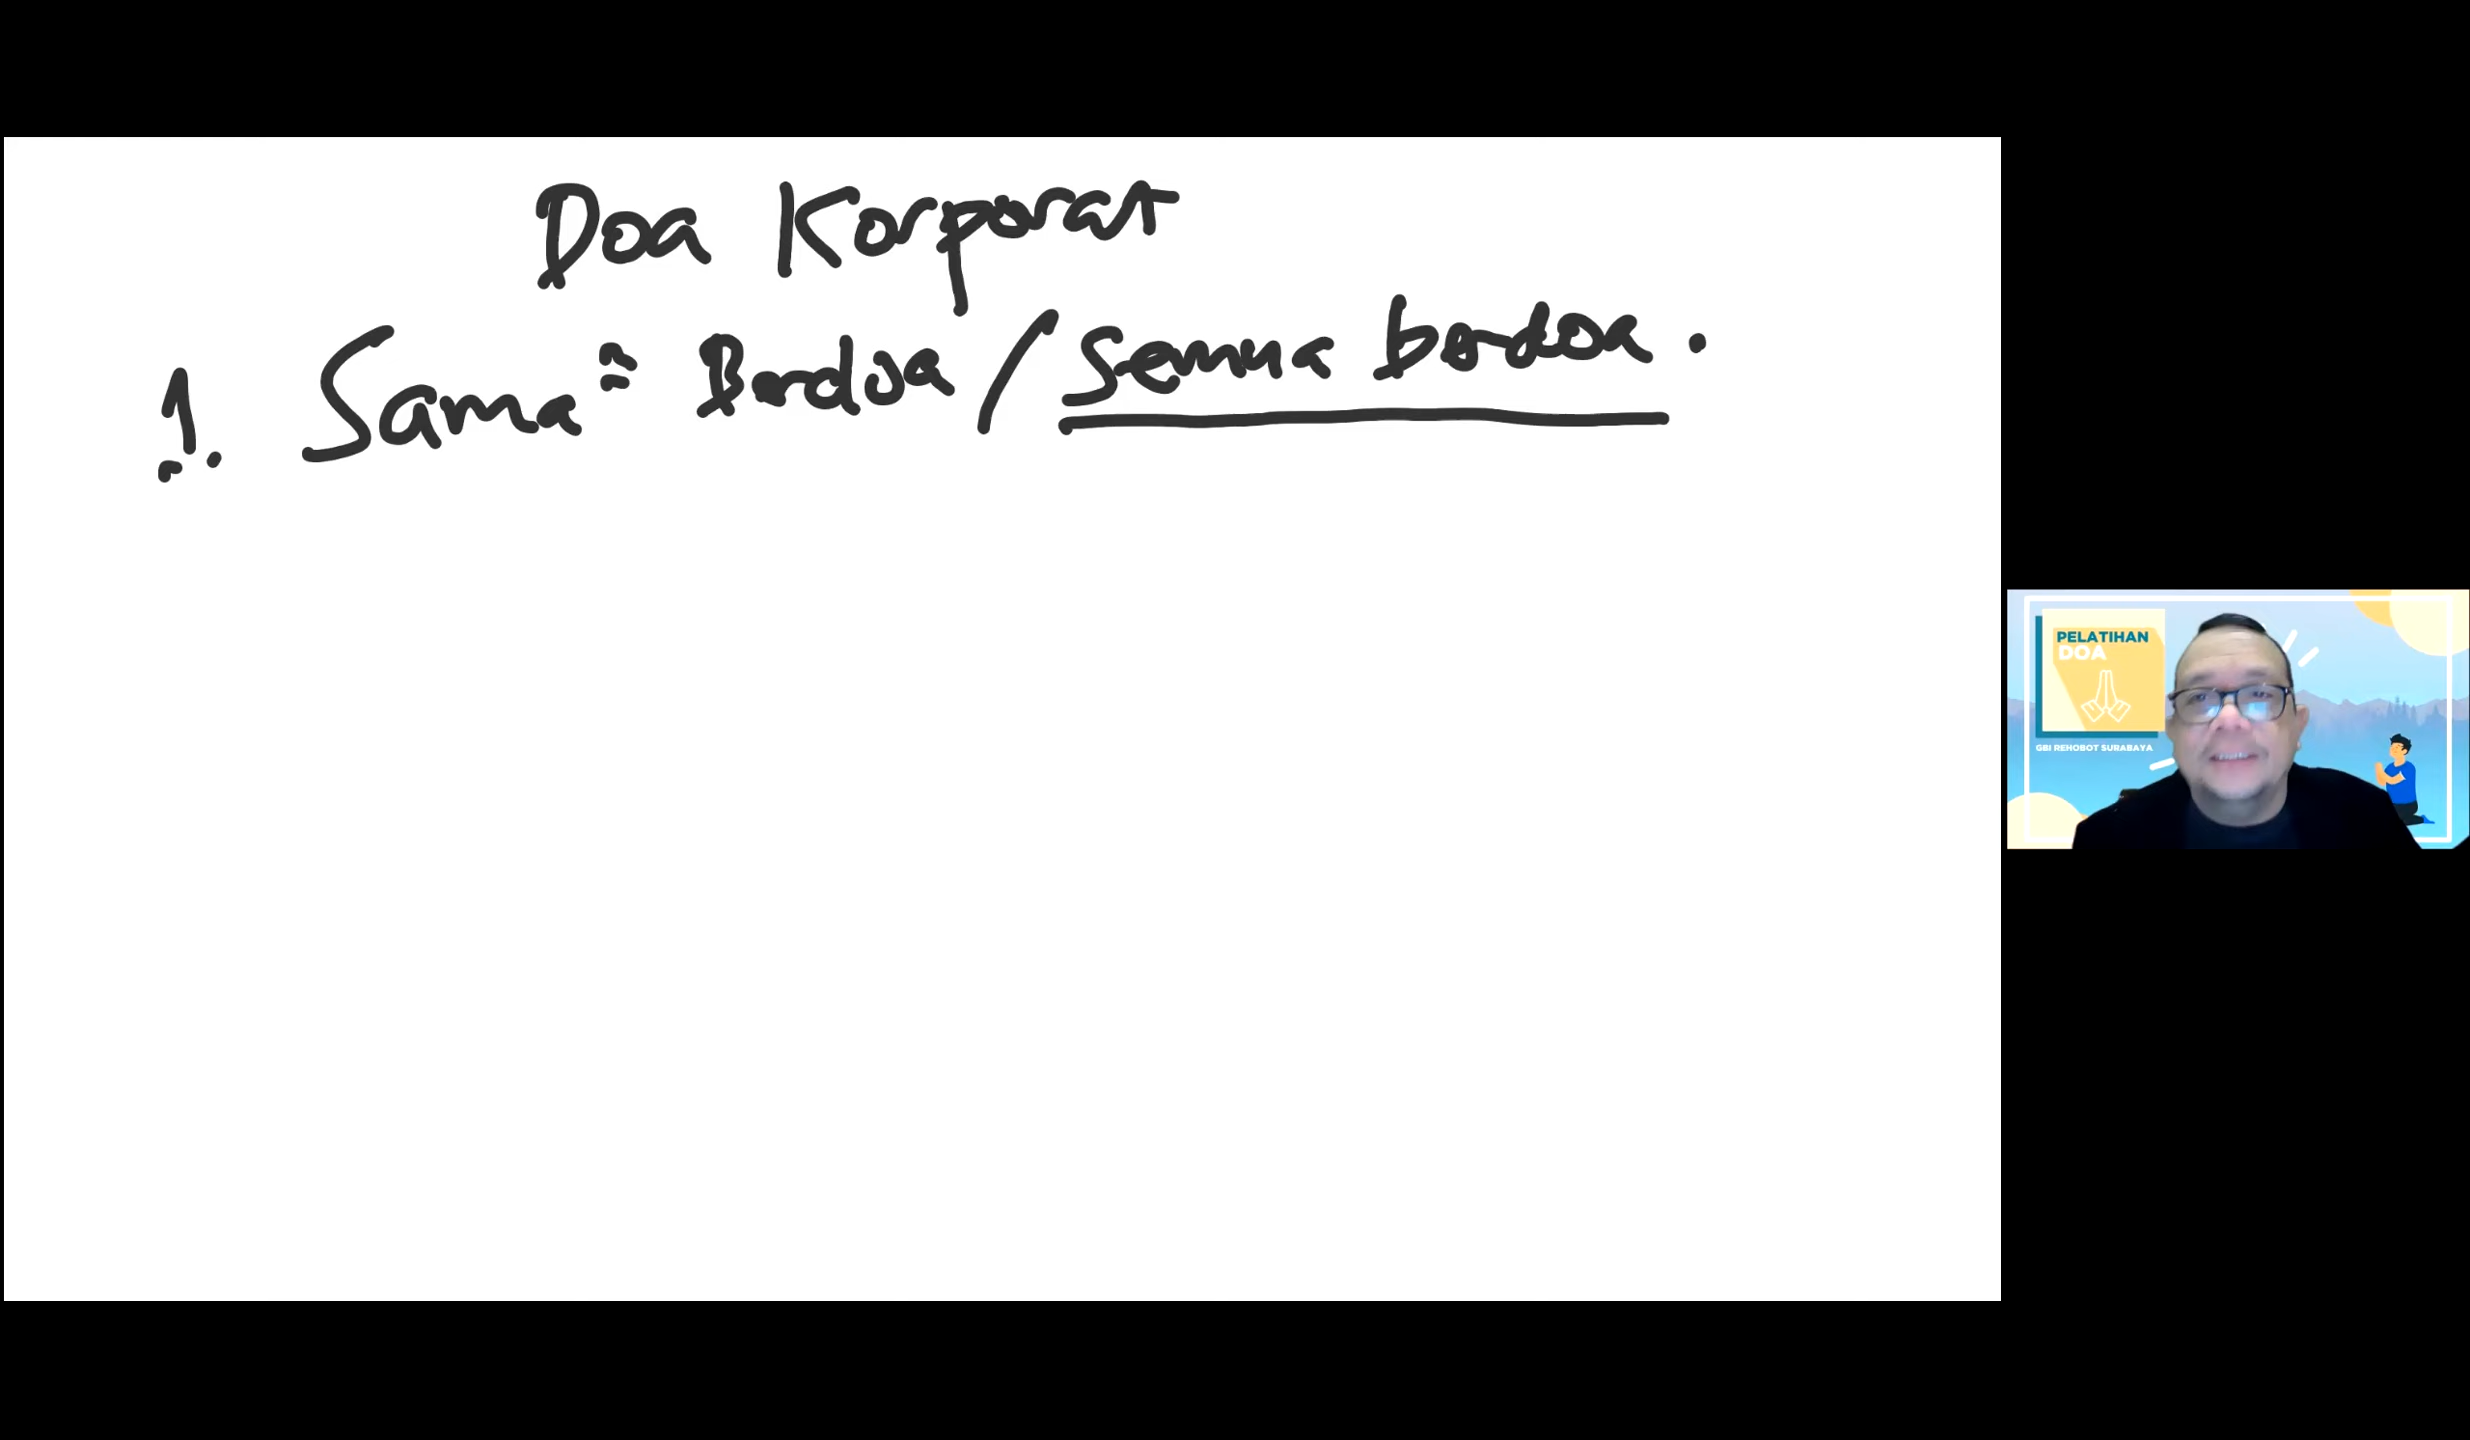 Doa Korporat
1. Sama² Berdoa / semua berdoa.
PELATIHAN
DOA
GBI REHOBOT SURABAYA